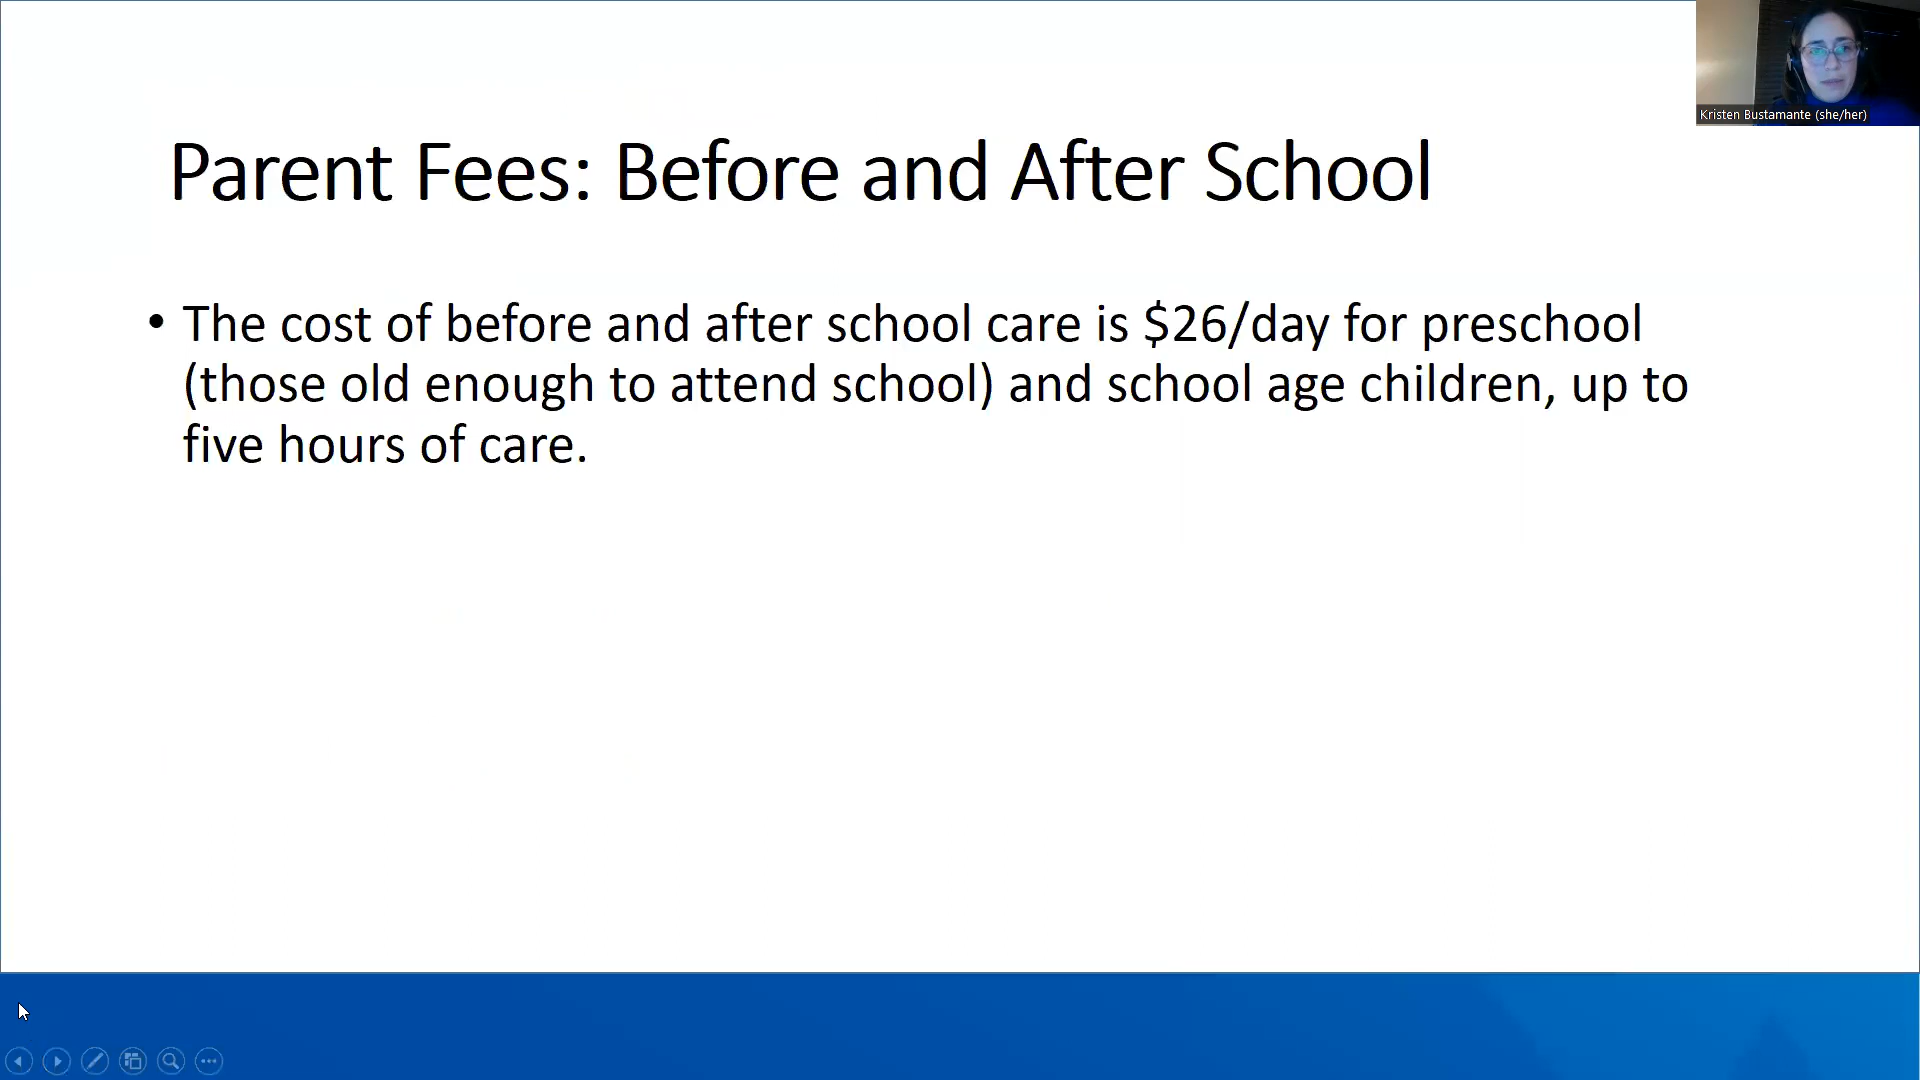 Kristen Bustamante (she/her)
Parent Fees: Before and After School
• The cost of before and after school care is $26/day for preschool
(those old enough to attend school) and school age children, up to
five hours of care.